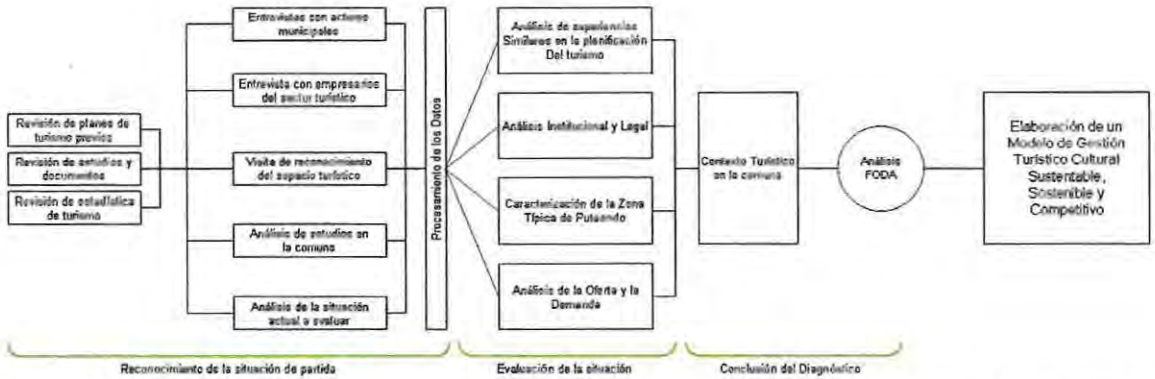 Revisión de planes de
turismo previos
Revisión de estudios y
documentos
Revisión de estadística
de turismo
Entrevistas con actores
municipales
Entrevista con empresarios
del sector turístico
Visita de reconocimiento
del espacio turístico
Análisis de estudios en
la comuna
Análisis de la situación
actual a evaluar
Procesamiento de los Datos
Análisis de experiencias
Similares en la planificación
Del turismo
Análisis Institucional y Legal
Caracterización de la Zona
Típica de Putaendo
Análisis de la Oferta y la
Demanda
Contexto Turístico
en la comuna
Análisis
FODA
Elaboración de un
Modelo de Gestión
Turístico Cultural
Sustentable,
Sostenible y
Competitivo
Reconocimiento de la situación de partida
Evaluación de la situación
Conclusión del Diagnóstico